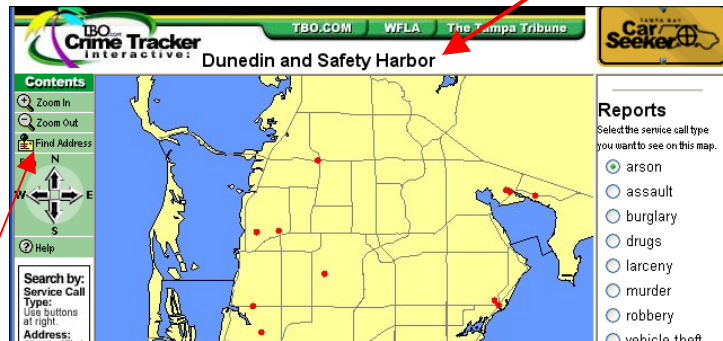 TBO.COM WFLA The Tampa Tribune
TBO.com
Crime Tracker
Interactive:
Dunedin and Safety Harbor
TAMPA BAY
Car
Seeker
Contents
Zoom In
Zoom Out
Find Address
N
W E
S
Help
Search by:
Service Call
Type:
Use buttons
at right.
Address:
Reports
Select the service call type
you want to see on this map.
arson
assault
burglary
drugs
larceny
murder
robbery
vehicle theft